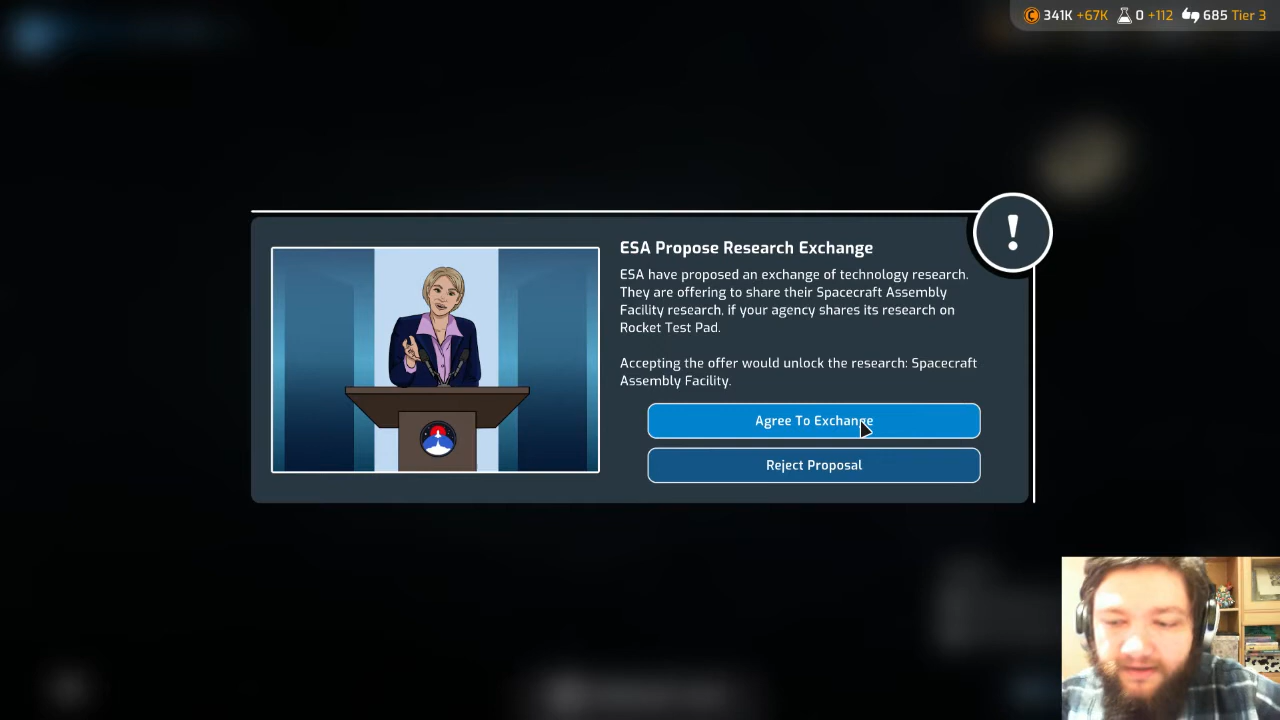 341K +67K 0 +112 685 Tier 3
ESA Propose Research Exchange
ESA have proposed an exchange of technology research.
They are offering to share their Spacecraft Assembly
Facility research, if your agency shares its research on
Rocket Test Pad.
Accepting the offer would unlock the research: Spacecraft
Assembly Facility.
Agree To Exchange
Reject Proposal